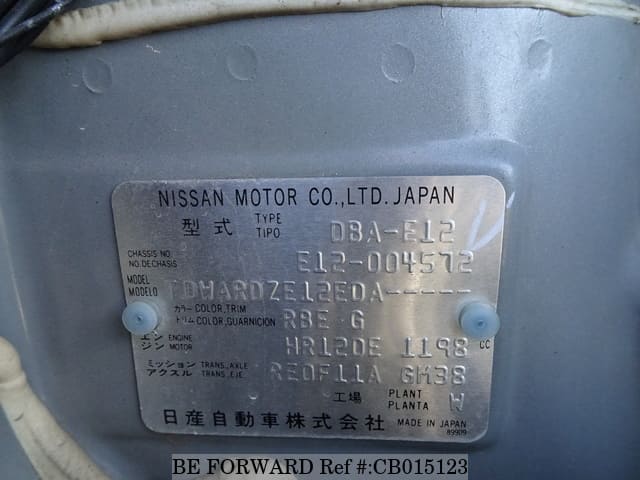 NISSAN MOTOR CO.,LTD. JAPAN
型式 TYPE TIPO DBA-E12
CHASSIS NO. NO. DECHASIS E12-004572
MODEL MODELO FDHARDZE12EDA-----
カラー COLOR,TRIM トリム COLOR,GUARNICION RBE G
エンジン ENGINE MOTOR HR12DE 1198 CC
ミッション TRANS.,AXLE アクスル TRANS.,EJE. RE0F11A GM38
工場 PLANT PLANTA W
日産自動車株式会社 MADE IN JAPAN
89909
BE FORWARD Ref #:CB015123